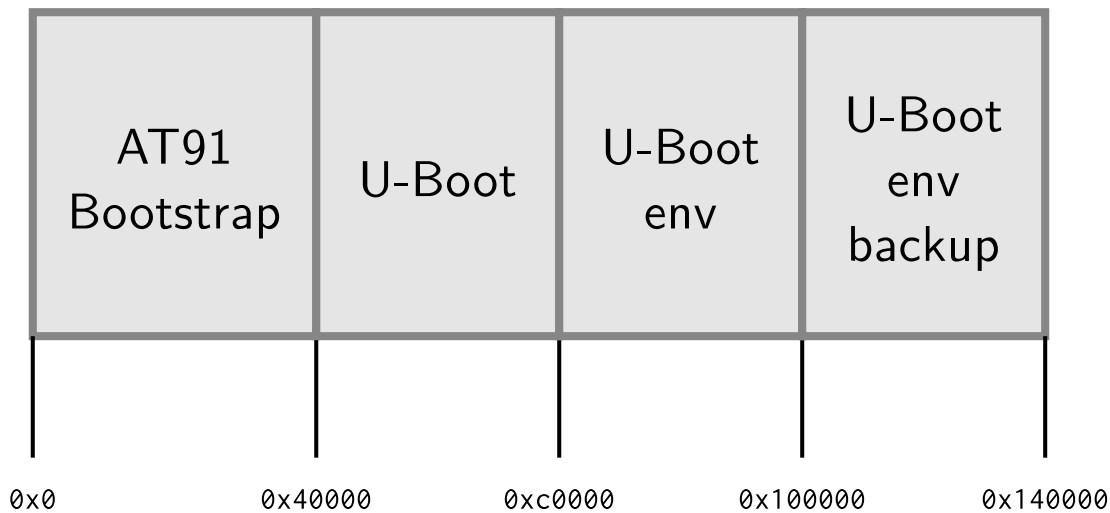 AT91
Bootstrap
U-Boot
U-Boot
env
U-Boot
env
backup
0x0
0x40000
0xc0000
0x100000
0x140000